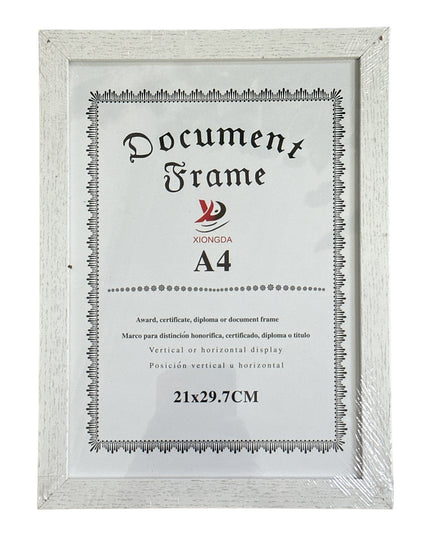 Document
Frame
XIONGDA
A4
Award, certificate, diploma or document frame
Marco para distinción honorífica, certificado, diploma o título
Vertical or horizontal display
Posición vertical u horizontal
21x29.7CM